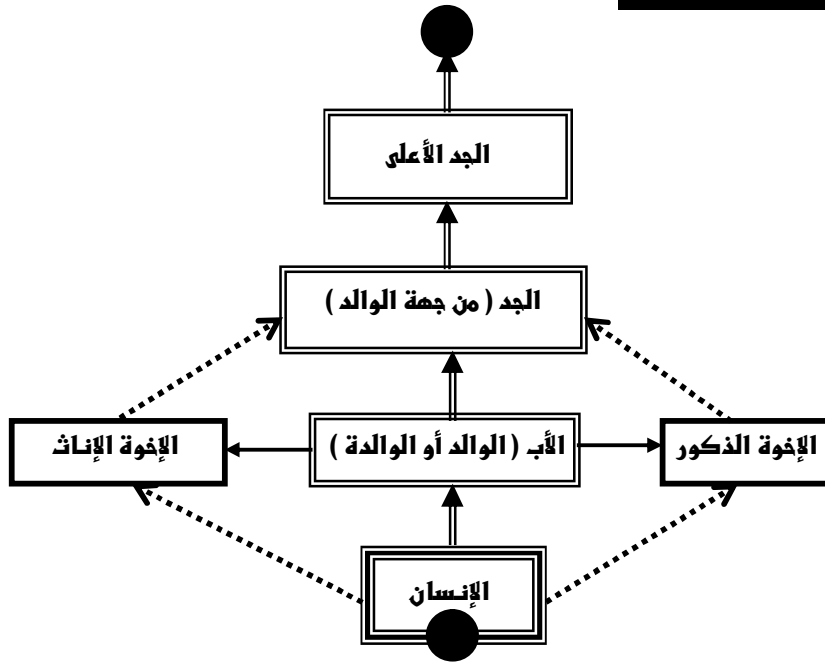 الجد الأعلى
الجد ( من جهة الوالد )
الإخوة الذكور
الأب ( الوالد أو الوالدة )
الإخوة الإناث
الإنسان